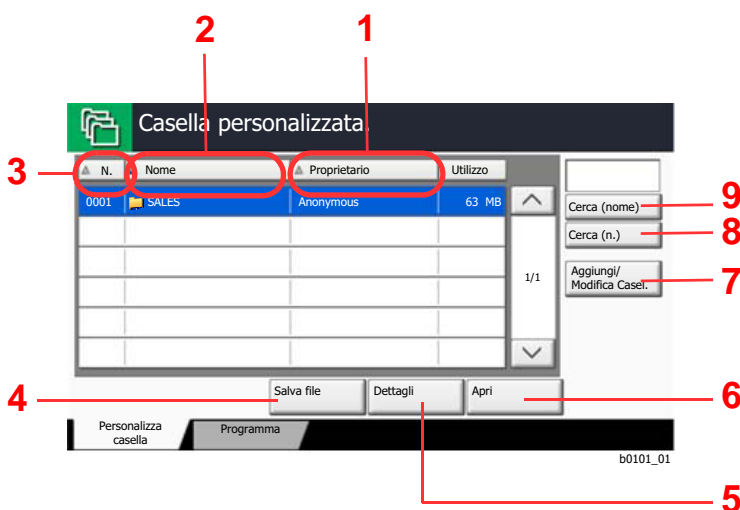 2
1
Casella personalizzata.
3
N.
Nome
Proprietario
Utilizzo
0001
SALES
Anonymous
63 MB
Cerca (nome)
9
Cerca (n.)
8
1/1
Aggiungi/
Modifica Casel.
7
4
Salva file
Dettagli
Apri
6
Personalizza
casella
Programma
b0101_01
5